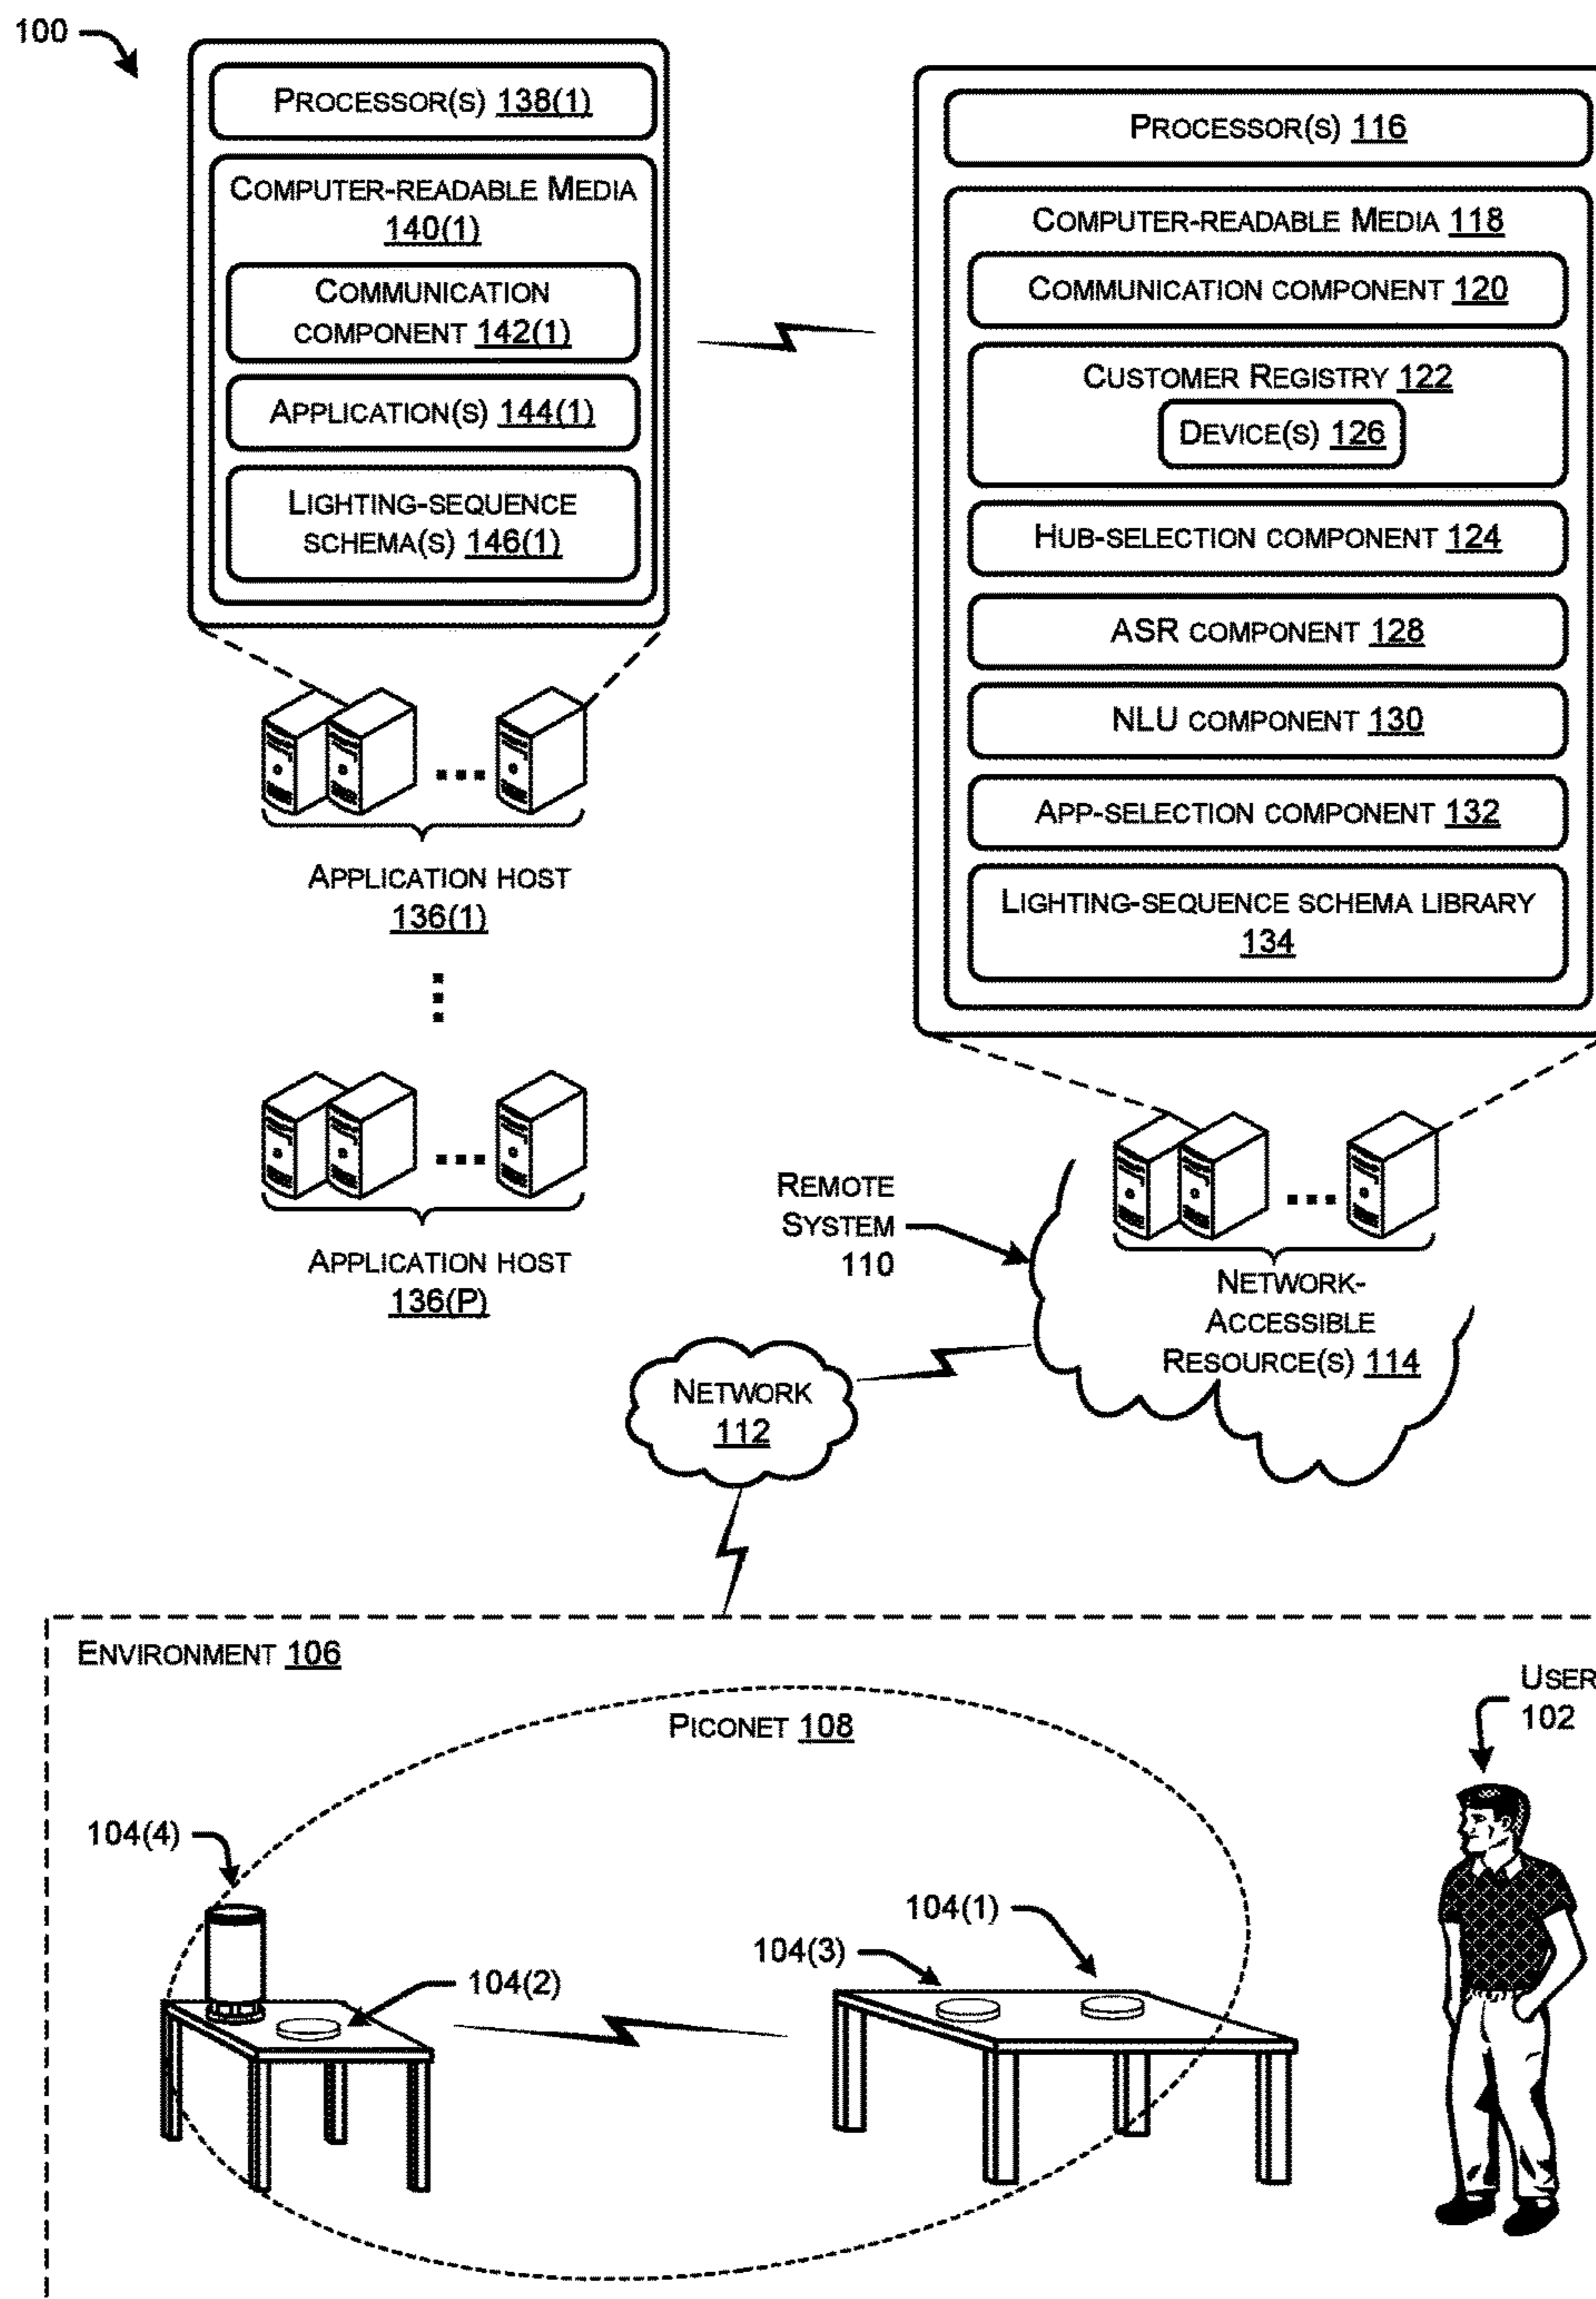 100
PROCESSOR(S) 138(1)
COMPUTER-READABLE MEDIA
140(1)
COMMUNICATION
COMPONENT 142(1)
APPLICATION(S) 144(1)
LIGHTING-SEQUENCE
SCHEMA(S) 146(1)
APPLICATION HOST
136(1)
APPLICATION HOST
136(P)
PROCESSOR(S) 116
COMPUTER-READABLE MEDIA 118
COMMUNICATION COMPONENT 120
CUSTOMER REGISTRY 122
DEVICE(S) 126
HUB-SELECTION COMPONENT 124
ASR COMPONENT 128
NLU COMPONENT 130
APP-SELECTION COMPONENT 132
LIGHTING-SEQUENCE SCHEMA LIBRARY
134
REMOTE
SYSTEM
110
NETWORK-
ACCESSIBLE
RESOURCE(S) 114
NETWORK
112
ENVIRONMENT 106
PICONET 108
USER
102
104(4)
104(2)
104(3)
104(1)